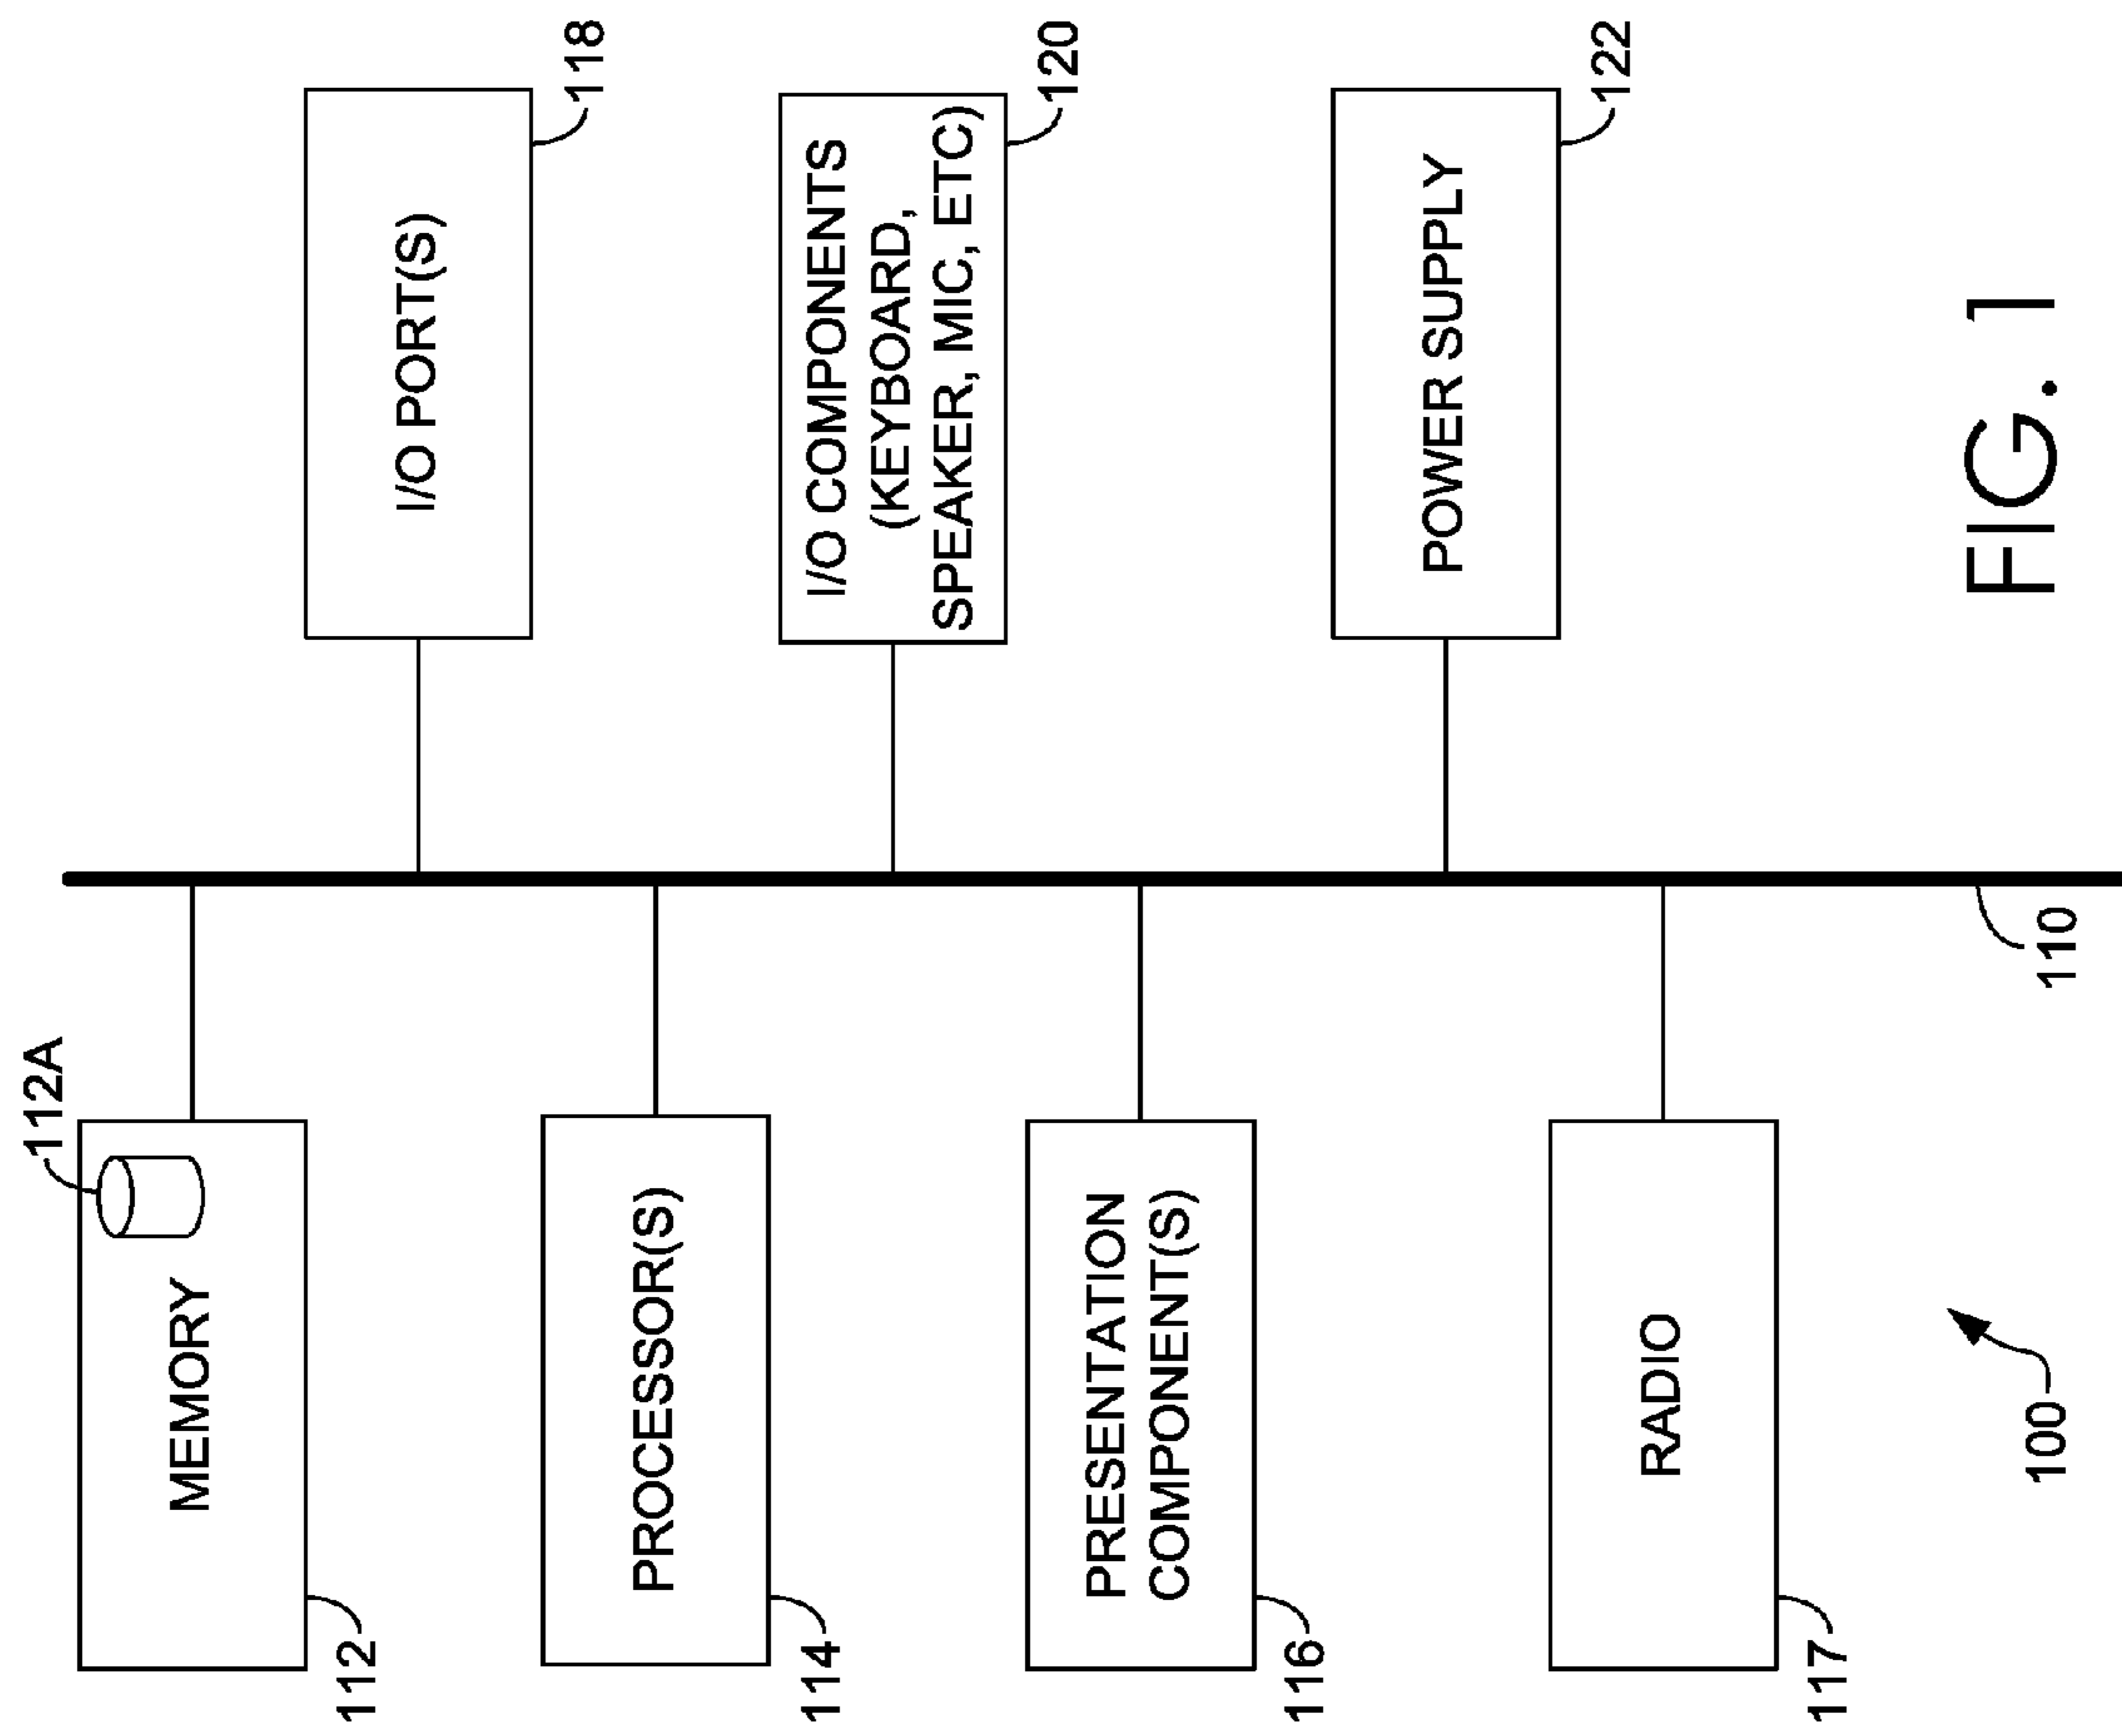 112A
MEMORY
112
I/O PORT(S)
118
PROCESSOR(S)
114
I/O COMPONENTS
(KEYBOARD,
SPEAKER, MIC, ETC)
120
PRESENTATION
COMPONENT(S)
116
POWER SUPPLY
122
RADIO
117
110
100
FIG. 1